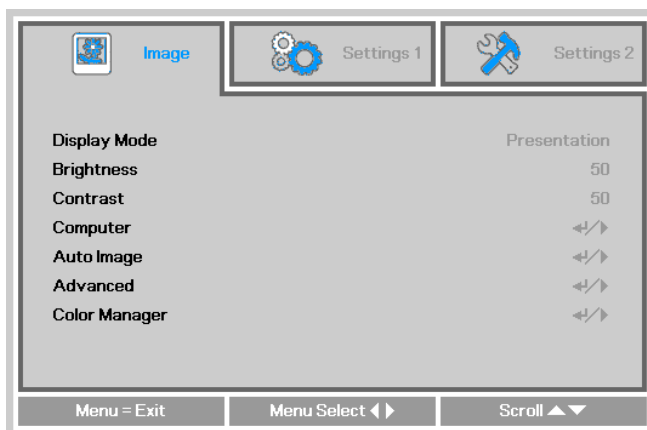 Image Settings 1 Settings 2
Display Mode Presentation
Brightness 50
Contrast 50
Computer
Auto Image
Advanced
Color Manager
Menu = Exit Menu Select Scroll